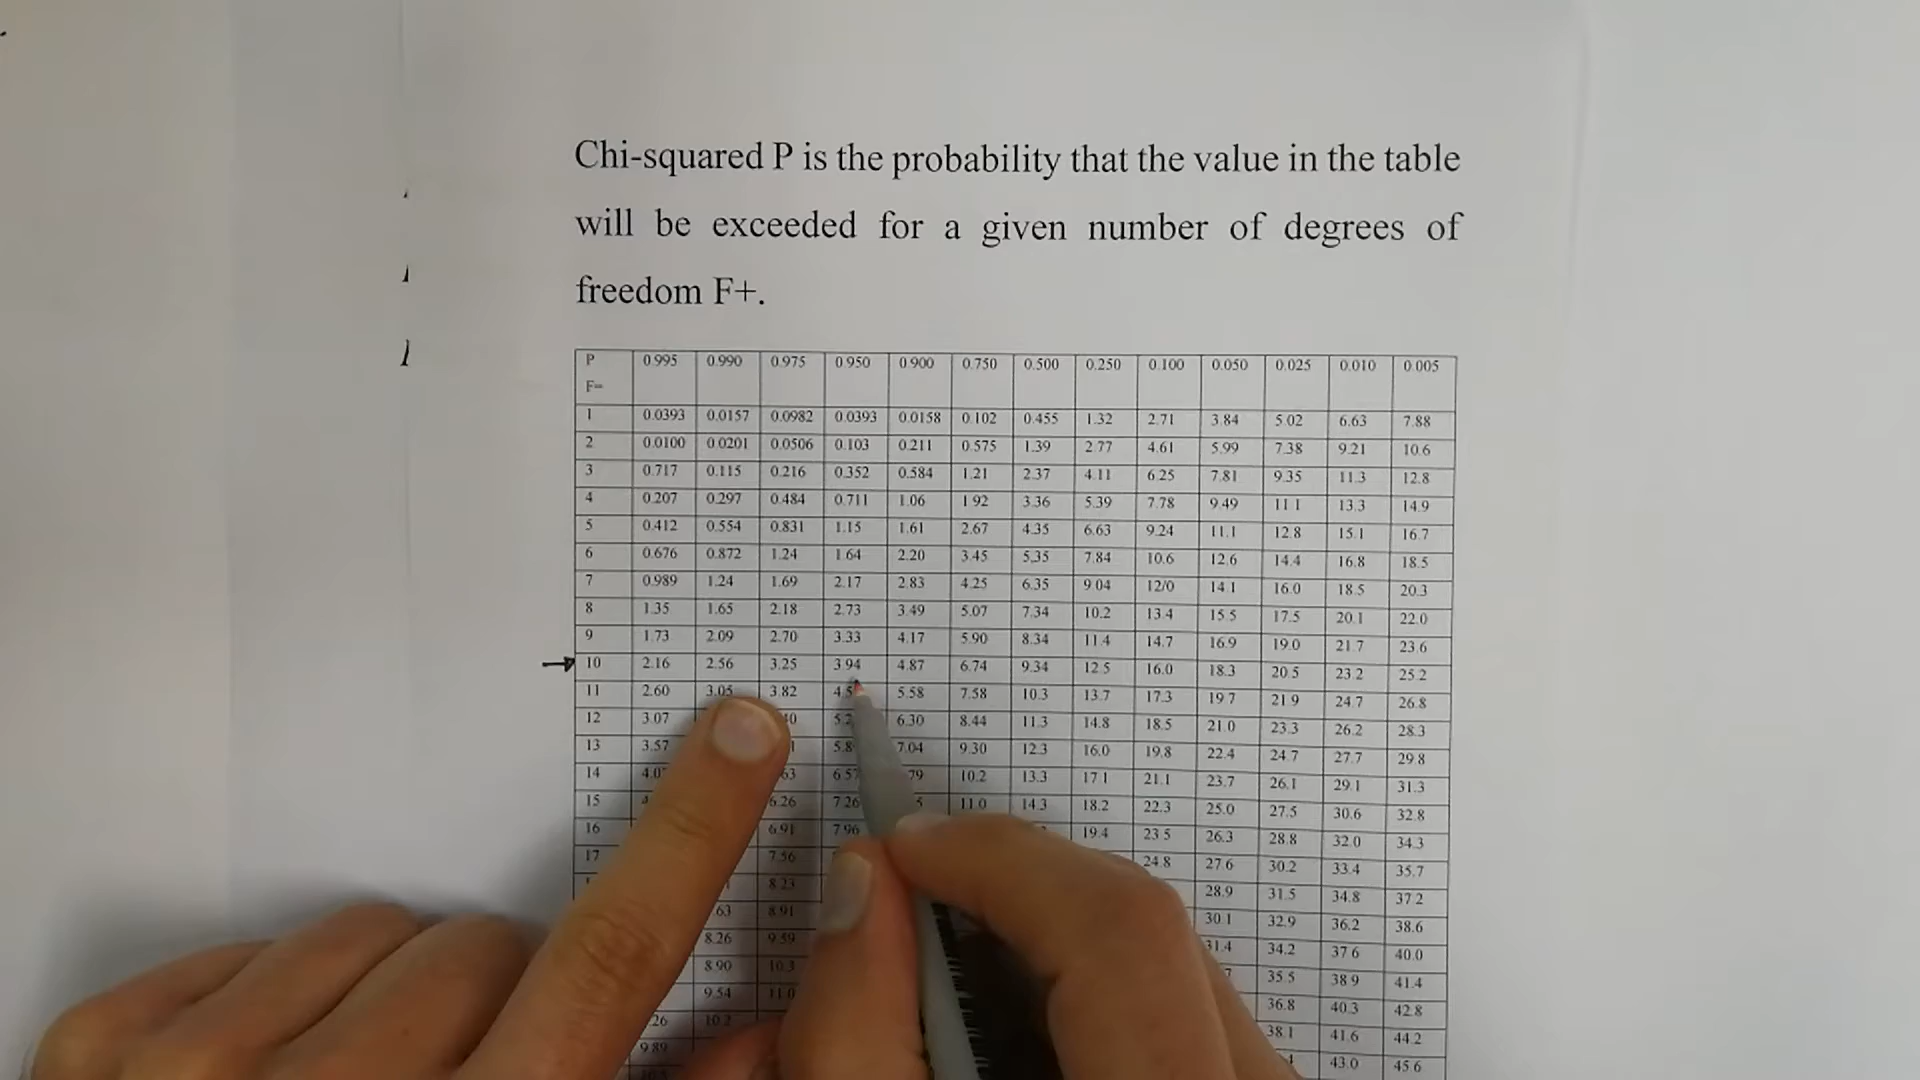 Chi-squared P is the probability that the value in the table
will be exceeded for a given number of degrees of
freedom F+.
P F= 0.995 0.990 0.975 0.950 0.900 0.750 0.500 0.250 0.100 0.050 0.025 0.010 0.005
1 0.0393 0.0157 0.0982 0.0393 0.0158 0.102 0.455 1.32 2.71 3.84 5.02 6.63 7.88
2 0.0100 0.0201 0.0506 0.103 0.211 0.575 1.39 2.77 4.61 5.99 7.38 9.21 10.6
3 0.717 0.115 0.216 0.352 0.584 1.21 2.37 4.11 6.25 7.81 9.35 11.3 12.8
4 0.207 0.297 0.484 0.711 1.06 1.92 3.36 5.39 7.78 9.49 11.1 13.3 14.9
5 0.412 0.554 0.831 1.15 1.61 2.67 4.35 6.63 9.24 11.1 12.8 15.1 16.7
6 0.676 0.872 1.24 1.64 2.20 3.45 5.35 7.84 10.6 12.6 14.4 16.8 18.5
7 0.989 1.24 1.69 2.17 2.83 4.25 6.35 9.04 12/0 14.1 16.0 18.5 20.3
8 1.35 1.65 2.18 2.73 3.49 5.07 7.34 10.2 13.4 15.5 17.5 20.1 22.0
9 1.73 2.09 2.70 3.33 4.17 5.90 8.34 11.4 14.7 16.9 19.0 21.7 23.6
10 2.16 2.56 3.25 3.94 4.87 6.74 9.34 12.5 16.0 18.3 20.5 23.2 25.2
11 2.60 3.05 3.82 5.58 7.58 10.3 13.7 17.3 19.7 21.9 24.7 26.8
12 3.07 6.30 8.44 11.3 14.8 18.5 21.0 23.3 26.2 28.3
13 3.57 7.04 9.30 12.3 16.0 19.8 22.4 24.7 27.7 29.8
14 6.57 10.2 13.3 17.1 21.1 23.7 26.1 29.1 31.3
15 6.26 7.26 11.0 14.3 18.2 22.3 25.0 27.5 30.6 32.8
16 6.91 7.96 19.4 23.5 26.3 28.8 32.0 34.3
17 7.56 24.8 27.6 30.2 33.4 35.7
8.23 28.9 31.5 34.8 37.2
8.91 30.1 32.9 36.2 38.6
8.26 9.59 31.4 34.2 37.6 40.0
8.90 10.3 35.5 38.9 41.4
9.54 11.0 36.8 40.3 42.8
10.2 38.1 41.6 44.2
9.89 43.0 45.6